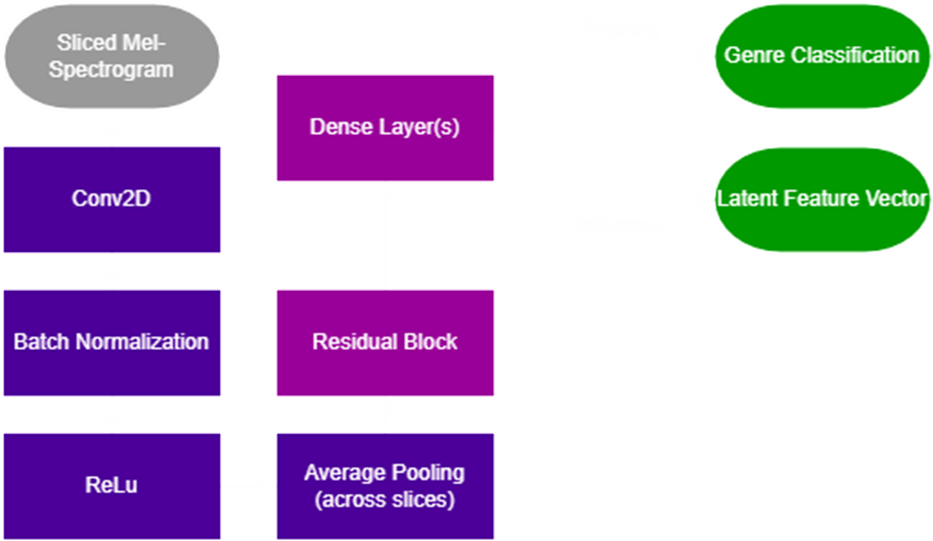 Sliced Mel-
Spectrogram
Conv2D
Batch Normalization
ReLu
Dense Layer(s)
Residual Block
Average Pooling
(across slices)
Genre Classification
Latent Feature Vector